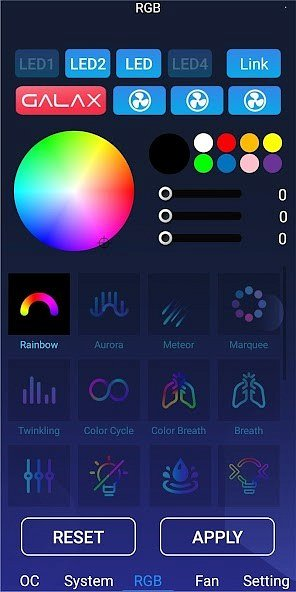 RGB
LED1 LED2 LED LED4 Link
GALAX
0
0
0
Rainbow Aurora Meteor Marquee
Twinkling Color Cycle Color Breath Breath
RESET APPLY
OC System RGB Fan Setting